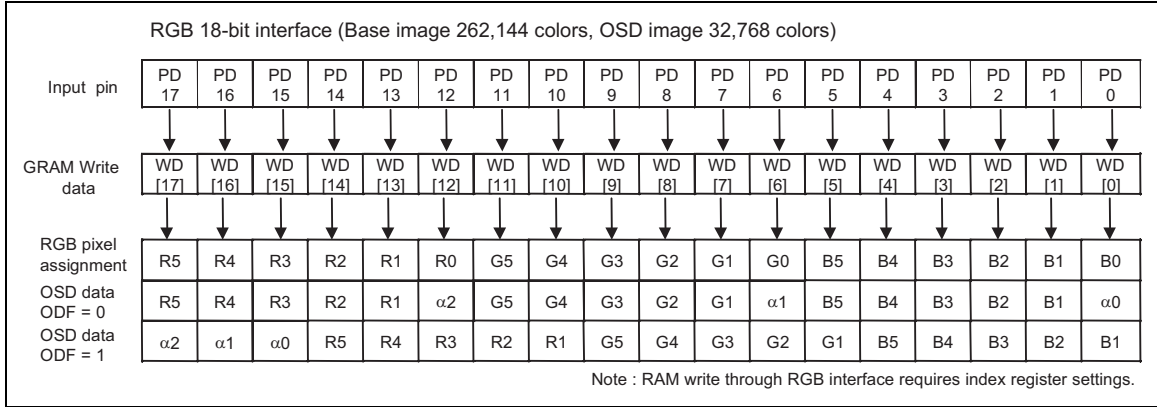 RGB 18-bit interface (Base image 262,144 colors, OSD image 32,768 colors)
Input pin PD 17 PD 16 PD 15 PD 14 PD 13 PD 12 PD 11 PD 10 PD 9 PD 8 PD 7 PD 6 PD 5 PD 4 PD 3 PD 2 PD 1 PD 0
GRAM Write data WD [17] WD [16] WD [15] WD [14] WD [13] WD [12] WD [11] WD [10] WD [9] WD [8] WD [7] WD [6] WD [5] WD [4] WD [3] WD [2] WD [1] WD [0]
RGB pixel assignment R5 R4 R3 R2 R1 R0 G5 G4 G3 G2 G1 G0 B5 B4 B3 B2 B1 B0
OSD data ODF = 0 R5 R4 R3 R2 R1 α2 G5 G4 G3 G2 G1 α1 B5 B4 B3 B2 B1 α0
OSD data ODF = 1 α2 α1 α0 R5 R4 R3 R2 R1 G5 G4 G3 G2 G1 B5 B4 B3 B2 B1
Note : RAM write through RGB interface requires index register settings.